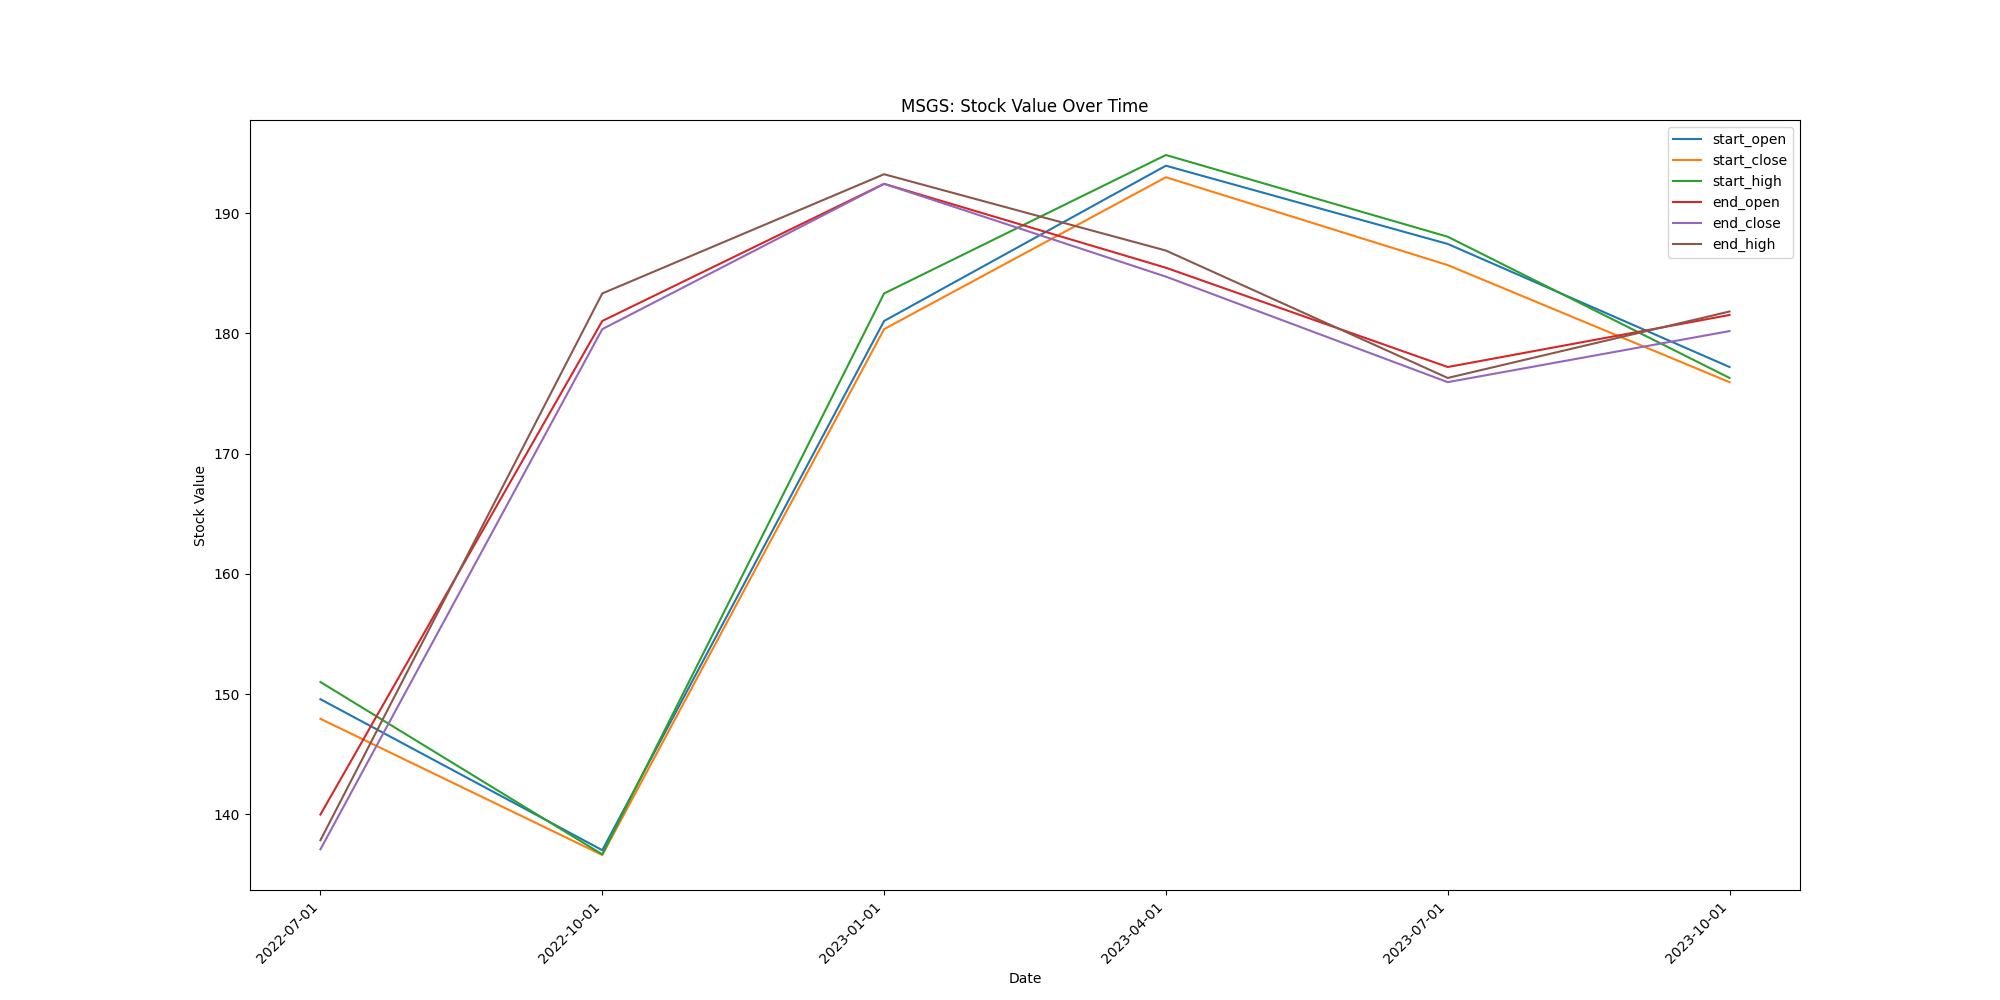 MSGS: Stock Value Over Time
start_open
start_close
start_high
end_open
end_close
end_high
Stock Value
190
180
170
160
150
140
2022-07-01
2022-10-01
2023-01-01
2023-04-01
2023-07-01
2023-10-01
Date